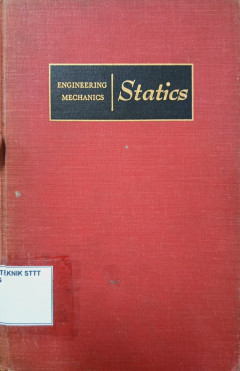 ENGINEERING
MECHANICS
Statics
TEKNIK STTT